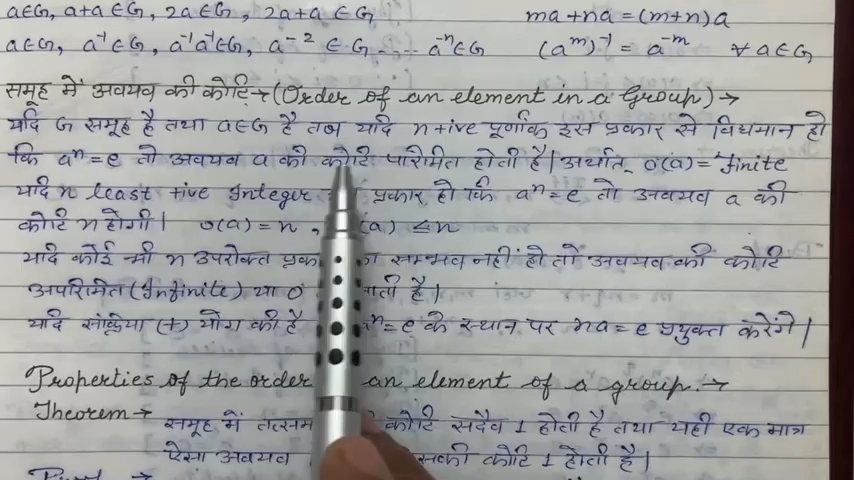 a∈G, a+a∈G, 2a∈G, 2a+a∈G ma+na=(m+n)a
a∈G, a⁻¹∈G, a⁻¹a⁻¹∈G, a⁻²∈G .... a⁻ⁿ∈G (aᵐ)⁻¹ = a⁻ᵐ ∀ a∈G
समूह में अवयव की कोटि→(Order of an element in a Group)→
यदि G समूह है तथा a∈G है तब यदि n+ive पूर्णांक इस प्रकार से विद्यमान हो
कि aⁿ=e तो अवयव a की कोटि परिमित होती है। अर्थात् o(a)=finite
यदि n least +ive Integer प्रकार हो कि aⁿ=e तो अवयव a की
कोटि n होगी। o(a)=n, (a) ≤n
यदि कोई भी n उपरोक्त सम्भव नहीं हो तो अवयव की कोटि
अपरिमित (Infinite) या 0 है।
यदि संक्रिया (+) योग की है ⁿ=e के स्थान पर na=e प्रयुक्त करेंगे।
Properties of the order an element of a group.→
Theorem→ समूह में कोटि सदैव 1 होती है तथा यही एक मात्र
ऐसा अवयव कोटि 1 होती है।